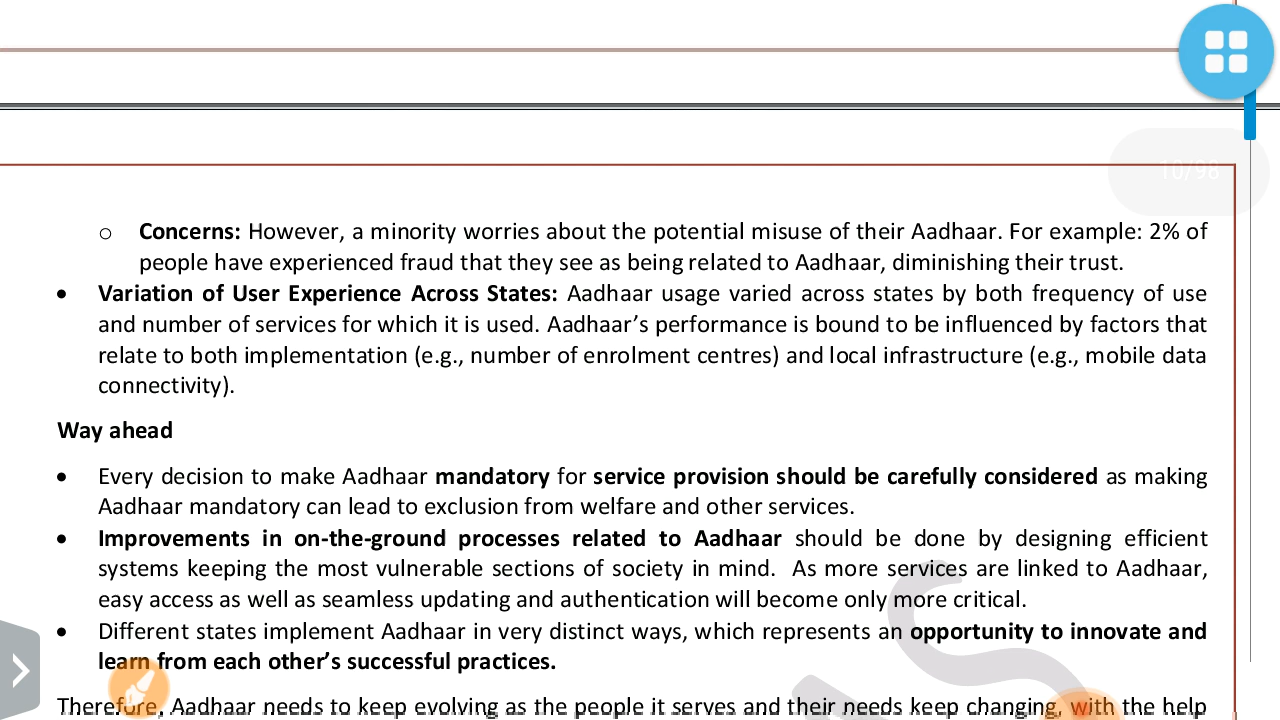 10/98
o Concerns: However, a minority worries about the potential misuse of their Aadhaar. For example: 2% of
people have experienced fraud that they see as being related to Aadhaar, diminishing their trust.
• Variation of User Experience Across States: Aadhaar usage varied across states by both frequency of use
and number of services for which it is used. Aadhaar’s performance is bound to be influenced by factors that
relate to both implementation (e.g., number of enrolment centres) and local infrastructure (e.g., mobile data
connectivity).
Way ahead
• Every decision to make Aadhaar mandatory for service provision should be carefully considered as making
Aadhaar mandatory can lead to exclusion from welfare and other services.
• Improvements in on-the-ground processes related to Aadhaar should be done by designing efficient
systems keeping the most vulnerable sections of society in mind. As more services are linked to Aadhaar,
easy access as well as seamless updating and authentication will become only more critical.
• Different states implement Aadhaar in very distinct ways, which represents an opportunity to innovate and
learn from each other’s successful practices.
Therefore, Aadhaar needs to keep evolving as the people it serves and their needs keep changing, with the help